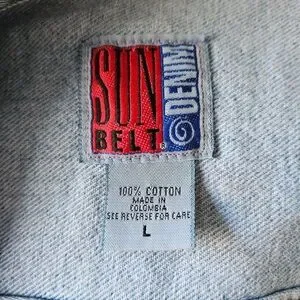 SUN
BELT®
DENIM
100% COTTON
MADE IN
COLOMBIA
SEE REVERSE FOR CARE
L